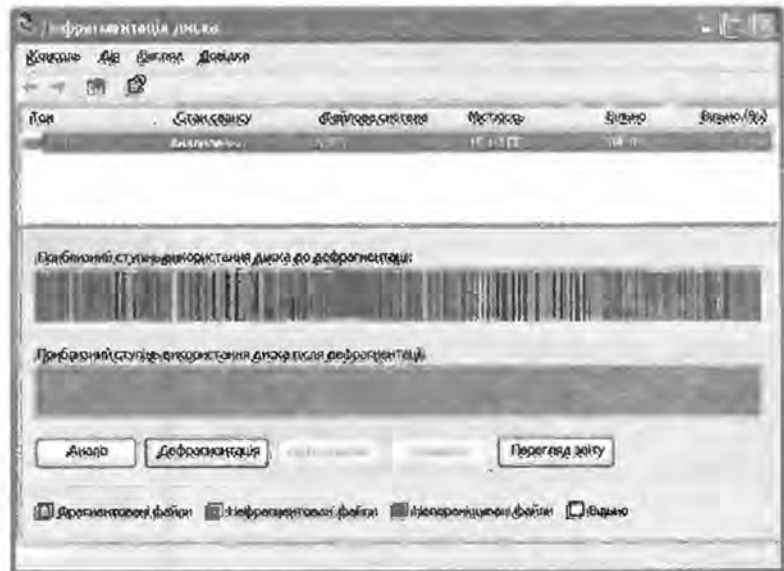 Дефрагментація диска
Консоль Дія Вигляд Довідка
Том Стан сеансу Файлова система Місткість Вільно Вільно (%)
Приблизний ступінь використання диска до дефрагментації:
Приблизний ступінь використання диска після дефрагментації:
Аналіз Дефрагментація Перегляд звіту
Фрагментовані файли Нефрагментовані файли Непереміщувані файли Вільно